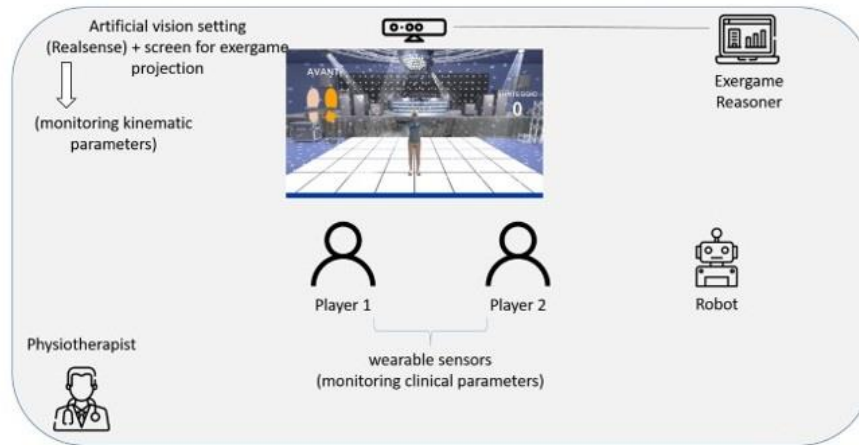 Artificial vision setting
(Realsense) + screen for exergame
projection
(monitoring kinematic
parameters)
AVANTI
PUNTEGGIO
0
Exergame
Reasoner
Player 1
Player 2
Robot
Physiotherapist
wearable sensors
(monitoring clinical parameters)